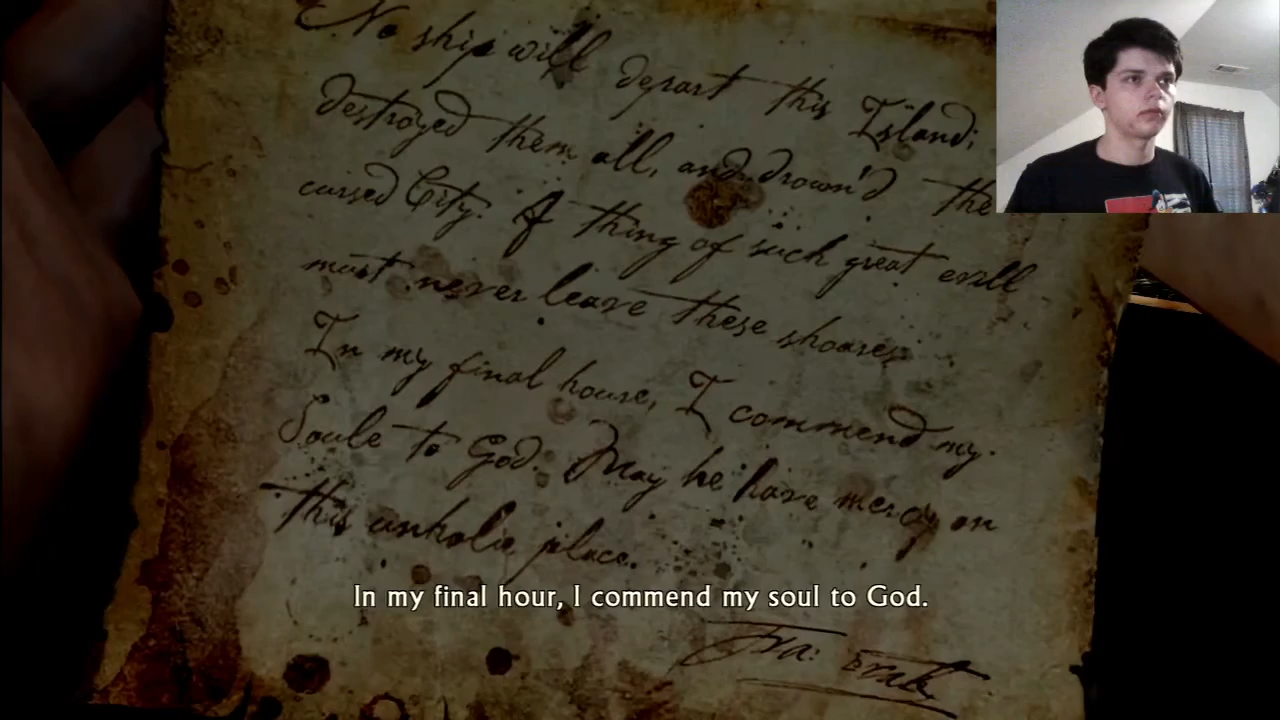 No ship will depart this Island;
destroyed them all, and drown'd the
cursed City. A thing of such great evill
must never leave these shoares.
In my final houre, I commend my
Soule to God. May he have mercy on
this unholie place.
In my final hour, I commend my soul to God.
Fra: Drake